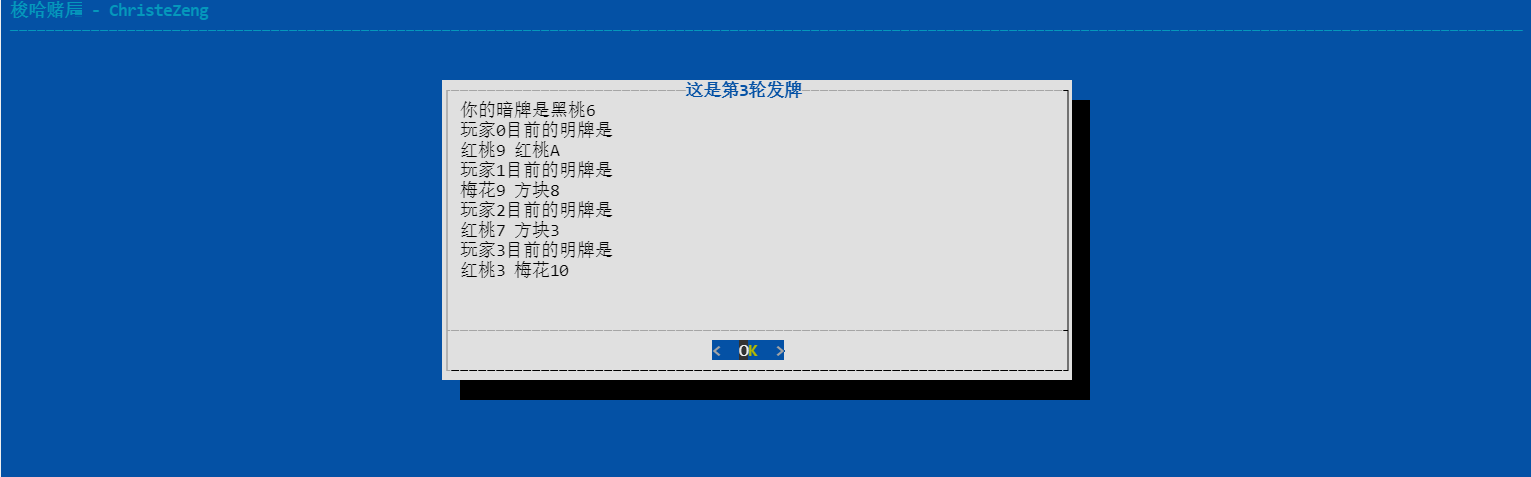 梭哈赌局 - ChristeZeng
这是第3轮发牌
你的暗牌是黑桃6
玩家0目前的明牌是
红桃9 红桃A
玩家1目前的明牌是
梅花9 方块8
玩家2目前的明牌是
红桃7 方块3
玩家3目前的明牌是
红桃3 梅花10
< OK >